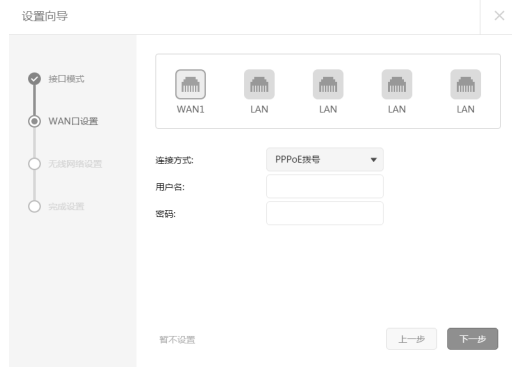 设置向导
接口模式
WAN口设置
无线网络设置
完成设置
WAN1 LAN LAN LAN LAN
连接方式: PPPoE拨号
用户名:
密码:
暂不设置 上一步 下一步